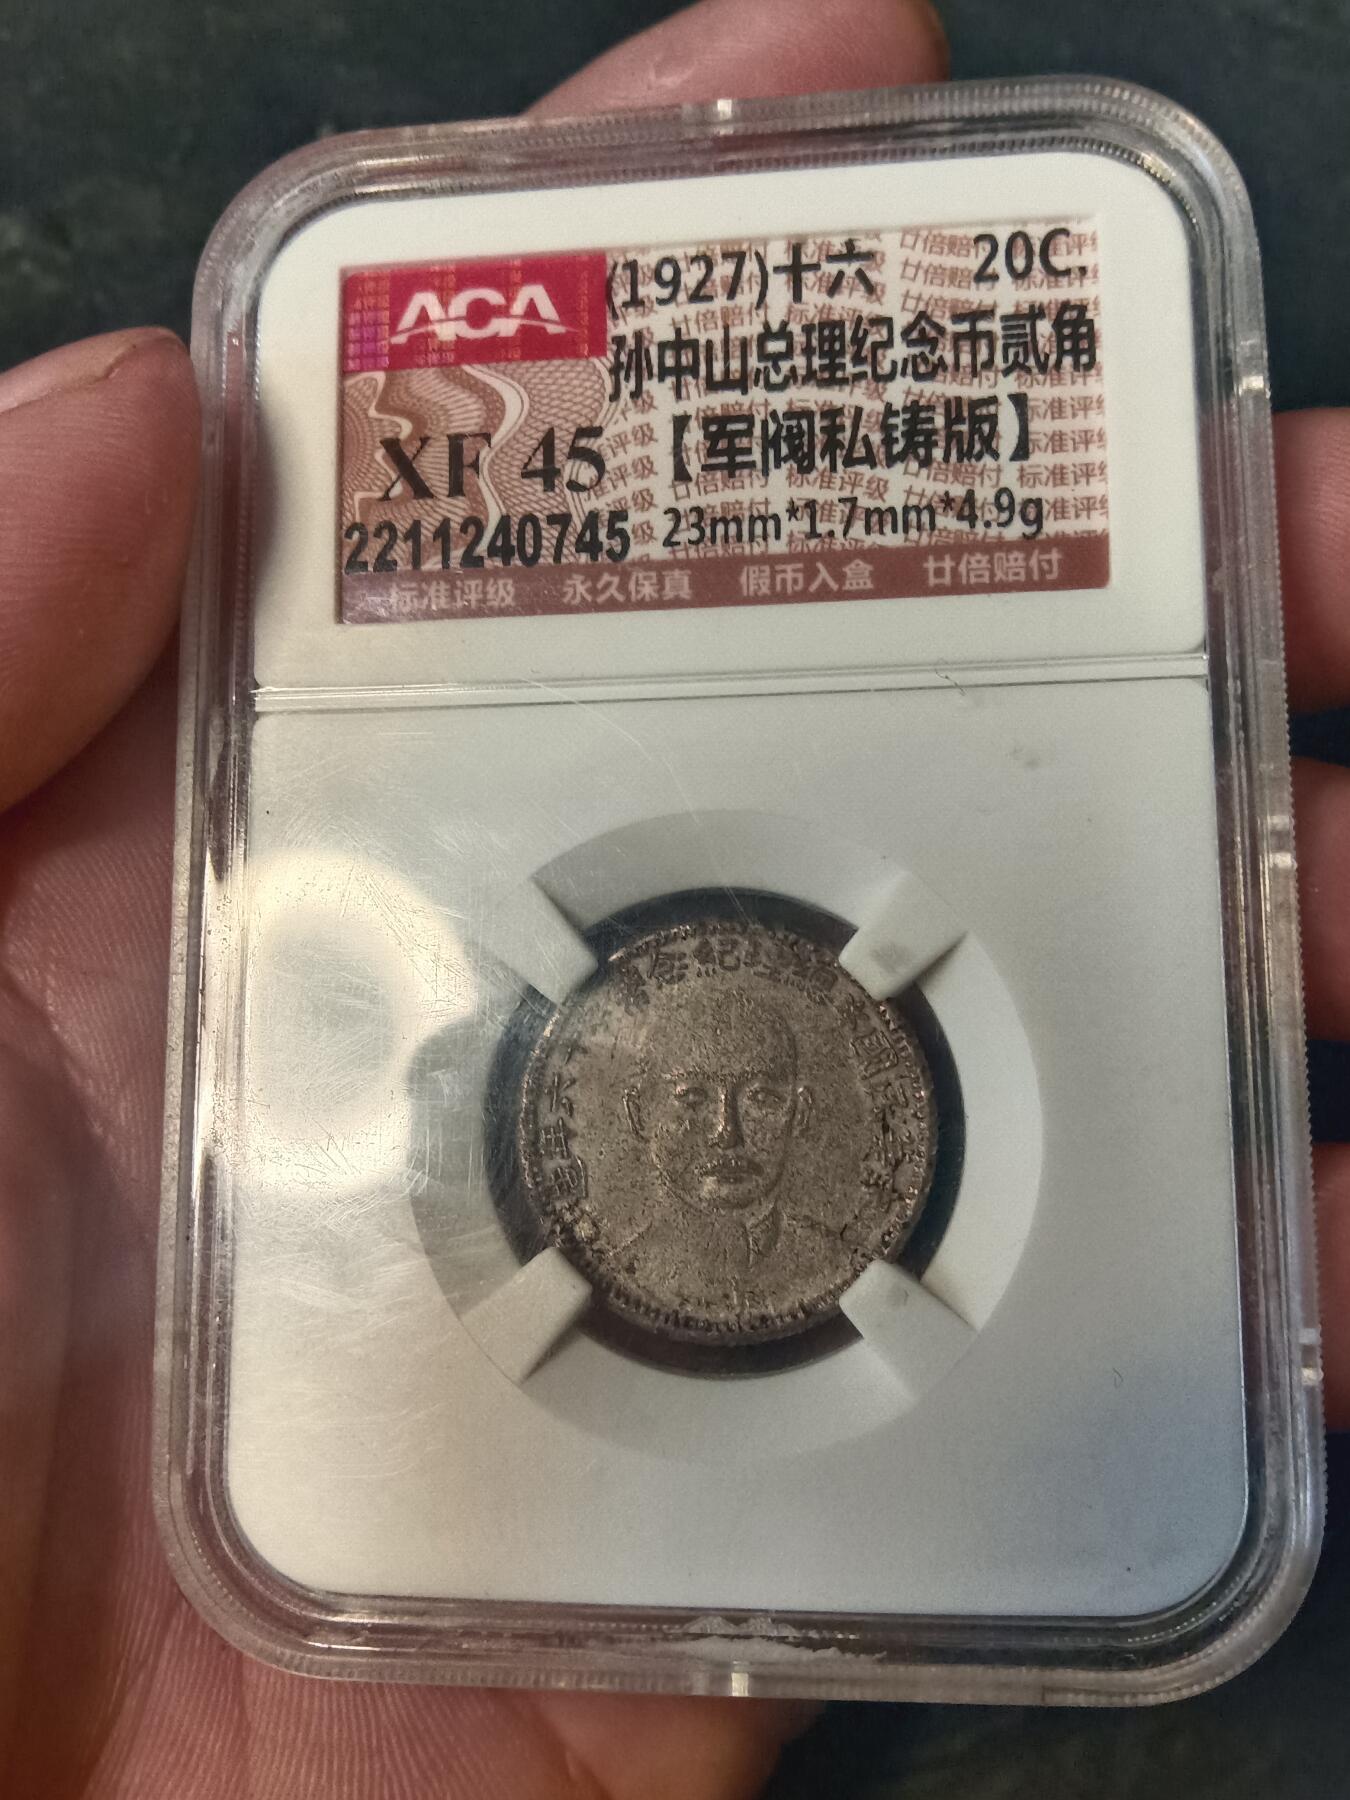 ACA
(1927)十六 20C.
孙中山总理纪念币贰角
XF 45 【军阀私铸版】
2211240745 23mm*1.7mm*4.9g
标准评级 永久保真 假币入盒 廿倍赔付